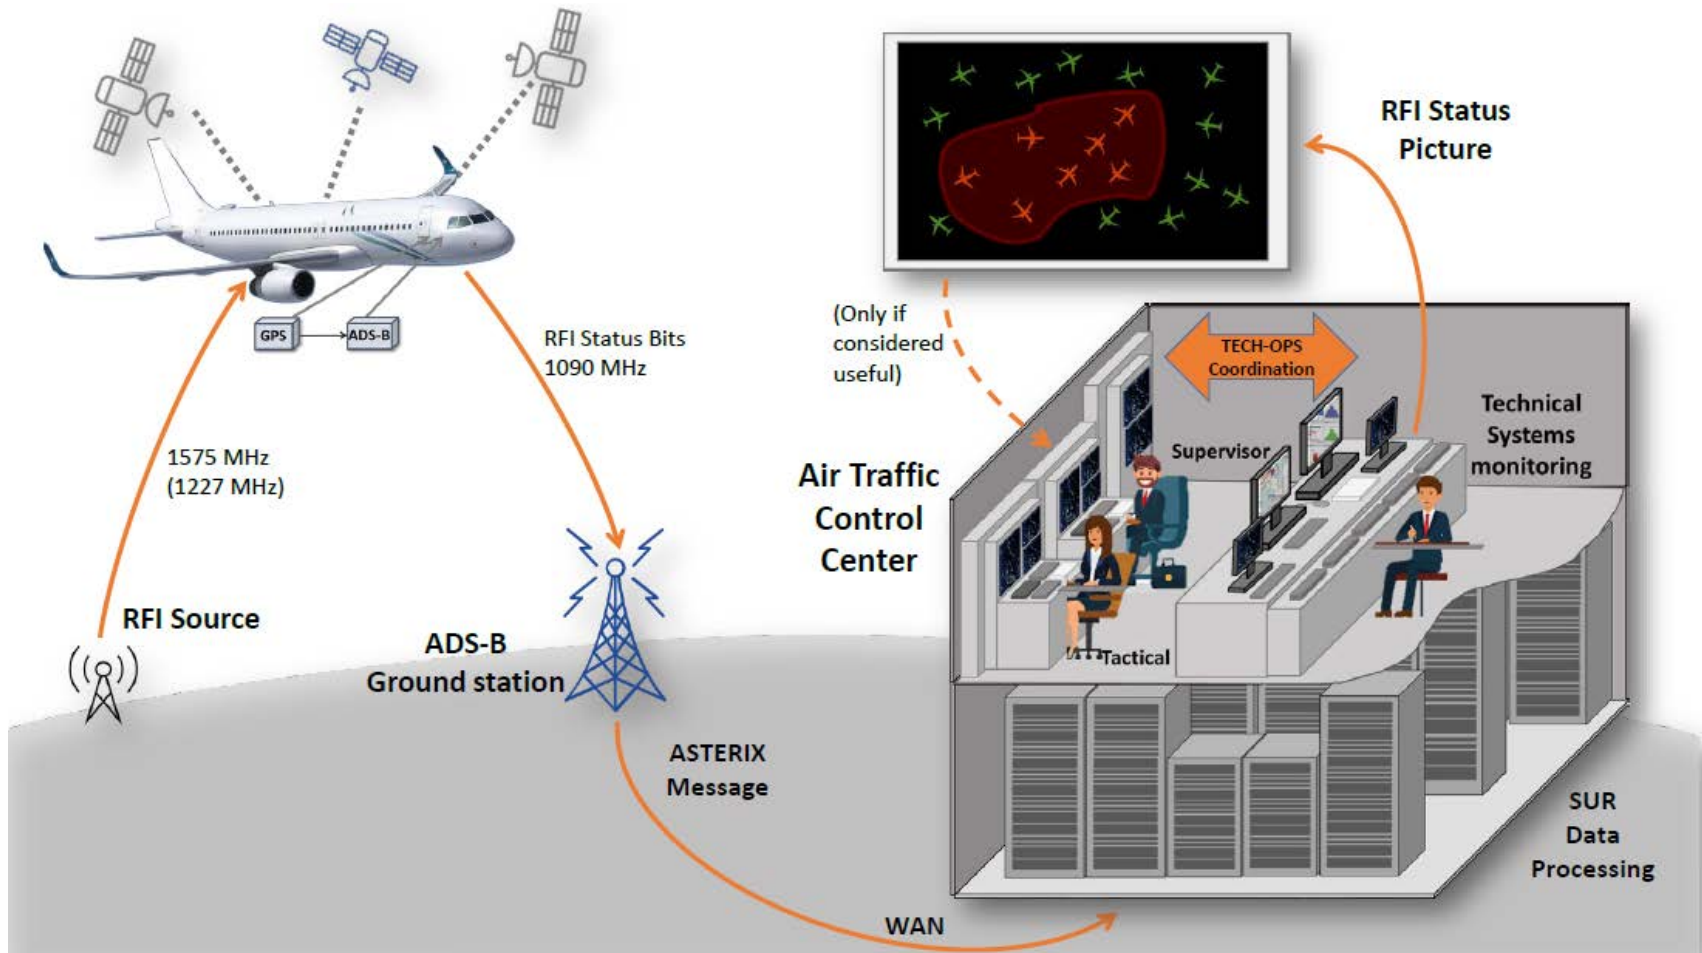 RFI Status
Picture
GPS
ADS-B
RFI Status Bits
1090 MHz
(Only if
considered
useful)
TECH-OPS
Coordination
Technical
Systems
monitoring
Supervisor
1575 MHz
(1227 MHz)
Air Traffic
Control
Center
RFI Source
ADS-B
Ground station
Tactical
ASTERIX
Message
SUR
Data
Processing
WAN